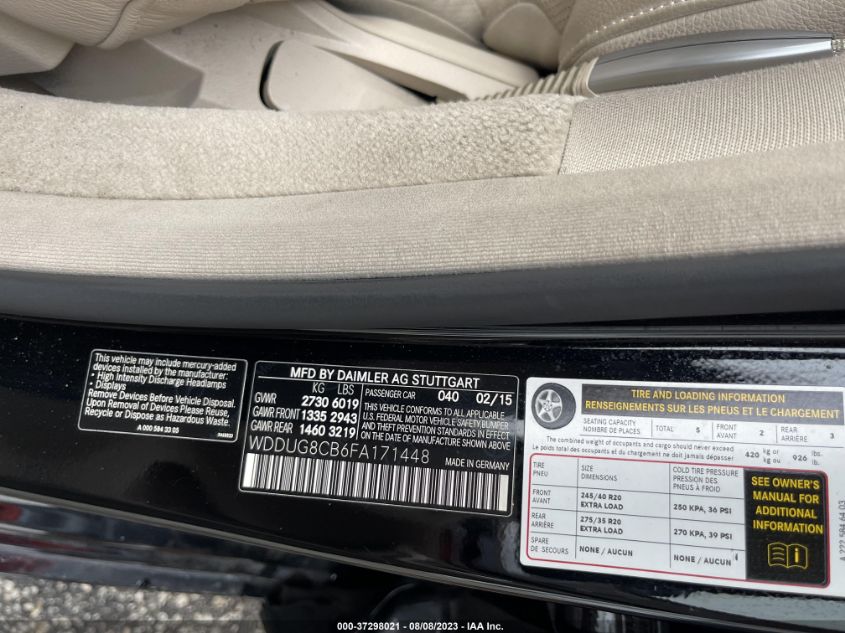 This vehicle may include mercury-added
devices installed by the manufacturer:
- High Intensity Discharge Headlamps
- Displays
Remove Devices Before Vehicle Disposal.
Upon Removal of Devices Please Reuse,
Recycle or Dispose as Hazardous Waste.
A 000 584 33 05
MFD BY DAIMLER AG STUTTGART
KG LBS
GVWR 2730 6019
GAWR FRONT 1335 2943
GAWR REAR 1460 3219
PASSENGER CAR 040 02/15
THIS VEHICLE CONFORMS TO ALL APPLICABLE
U.S. FEDERAL MOTOR VEHICLE SAFETY,BUMPER
AND THEFT PREVENTION STANDARDS IN EFFECT
ON THE DATE OF MANUFACTURE SHOWN ABOVE.
WDDUG8CB6FA171448
MADE IN GERMANY
TIRE AND LOADING INFORMATION
RENSEIGNEMENTS SUR LES PNEUS ET LE CHARGEMENT
SEATING CAPACITY TOTAL 5 FRONT 2 REAR 3
NOMBRE DE PLACES AVANT ARRIÈRE
The combined weight of occupants and cargo should never exceed 420 kg or 926 lbs.
Le poids total des occupants et du chargement ne doit jamais dépasser kg ou lb.
TIRE SIZE COLD TIRE PRESSURE
PNEU DIMENSIONS PRESSION DES
PNEUS À FROID
FRONT 245/40 R20 250 KPA, 36 PSI
AVANT EXTRA LOAD
REAR 275/35 R20 270 KPA, 39 PSI
ARRIÈRE EXTRA LOAD
SPARE NONE / AUCUN NONE / AUCUN
DE SECOURS
SEE OWNER'S
MANUAL FOR
ADDITIONAL
INFORMATION
i
A 222 584 64 03
000-37298021 - 08/08/2023 - IAA Inc.